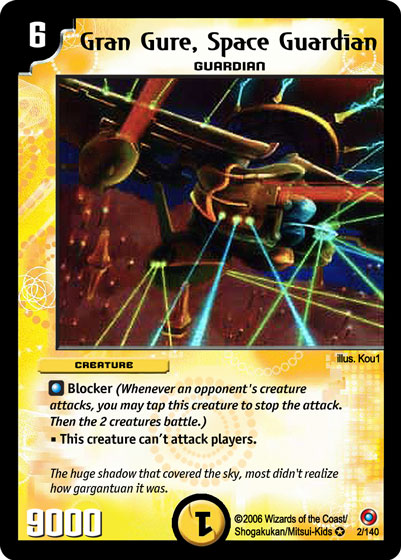 6 Gran Gure, Space Guardian
GUARDIAN
illus. Kou1
CREATURE
Blocker (Whenever an opponent's creature
attacks, you may tap this creature to stop the attack.
Then the 2 creatures battle.)
▪ This creature can't attack players.
The huge shadow that covered the sky, most didn't realize
how gargantuan it was.
9000
1
©2006 Wizards of the Coast/
Shogakukan/Mitsui-Kids ✪ 2/140